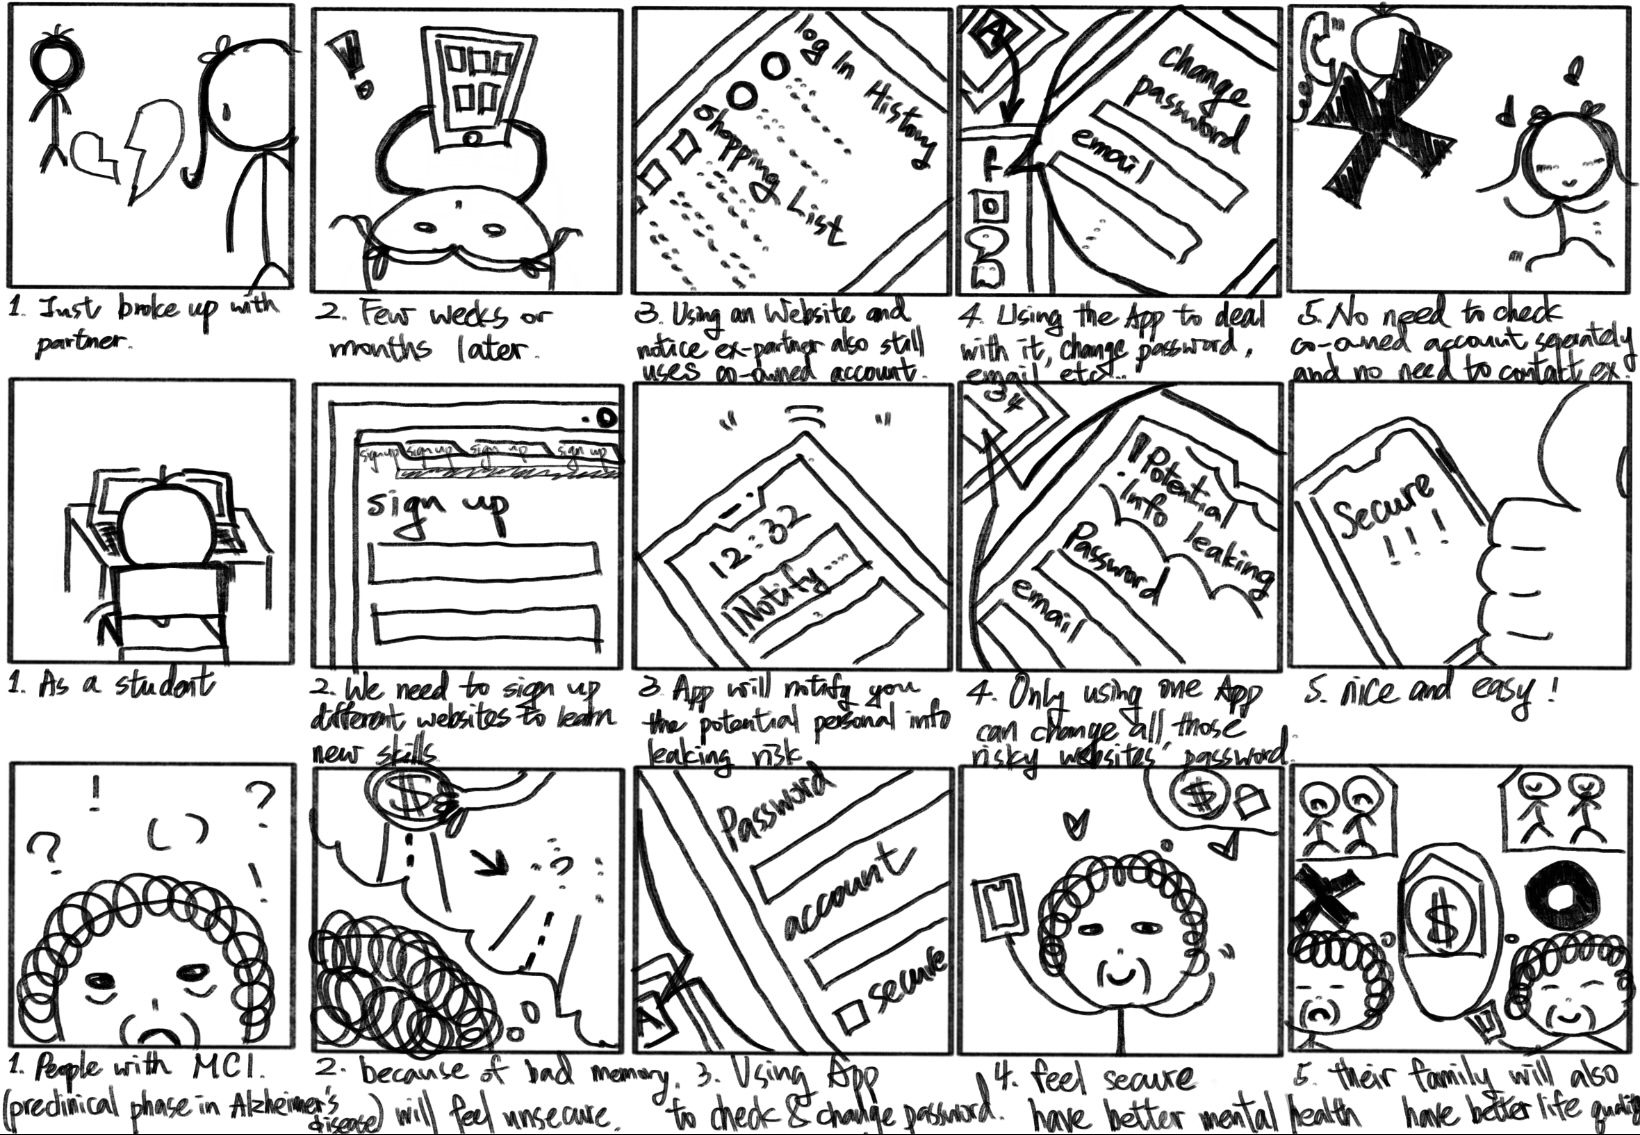 log In History
Shopping List
A
Change
password
email
f
1. Just broke up with
partner.
2. Few weeks or
months later.
3. Using an Website and
notice ex-partner also still
uses co-owned account.
4. Using the App to deal
with it, change password,
email, etc...
5. No need to check
co-owned account seperately
and no need to contact ex.
sign up sign up sign up sign up
sign up
12:32
Notify....
! Potential
info leaking
Password
email
Secure
!!!
1. As a student
2. We need to sign up
different websites to learn
new skills
3. App will notify you
the potential personal info
leaking risk
4. Only using one App
can change all those
risky websites' password.
5. nice and easy!
! ? ? !
$
?
Password
account
secure
A
$
$
1. People with MCI.
(preclinical phase in Alzheimer's
disease)
2. because of bad memory,
will feel unsecure.
3. Using App
to check & change password.
4. feel secure
have better mental health
5. their family will also
have better life quality